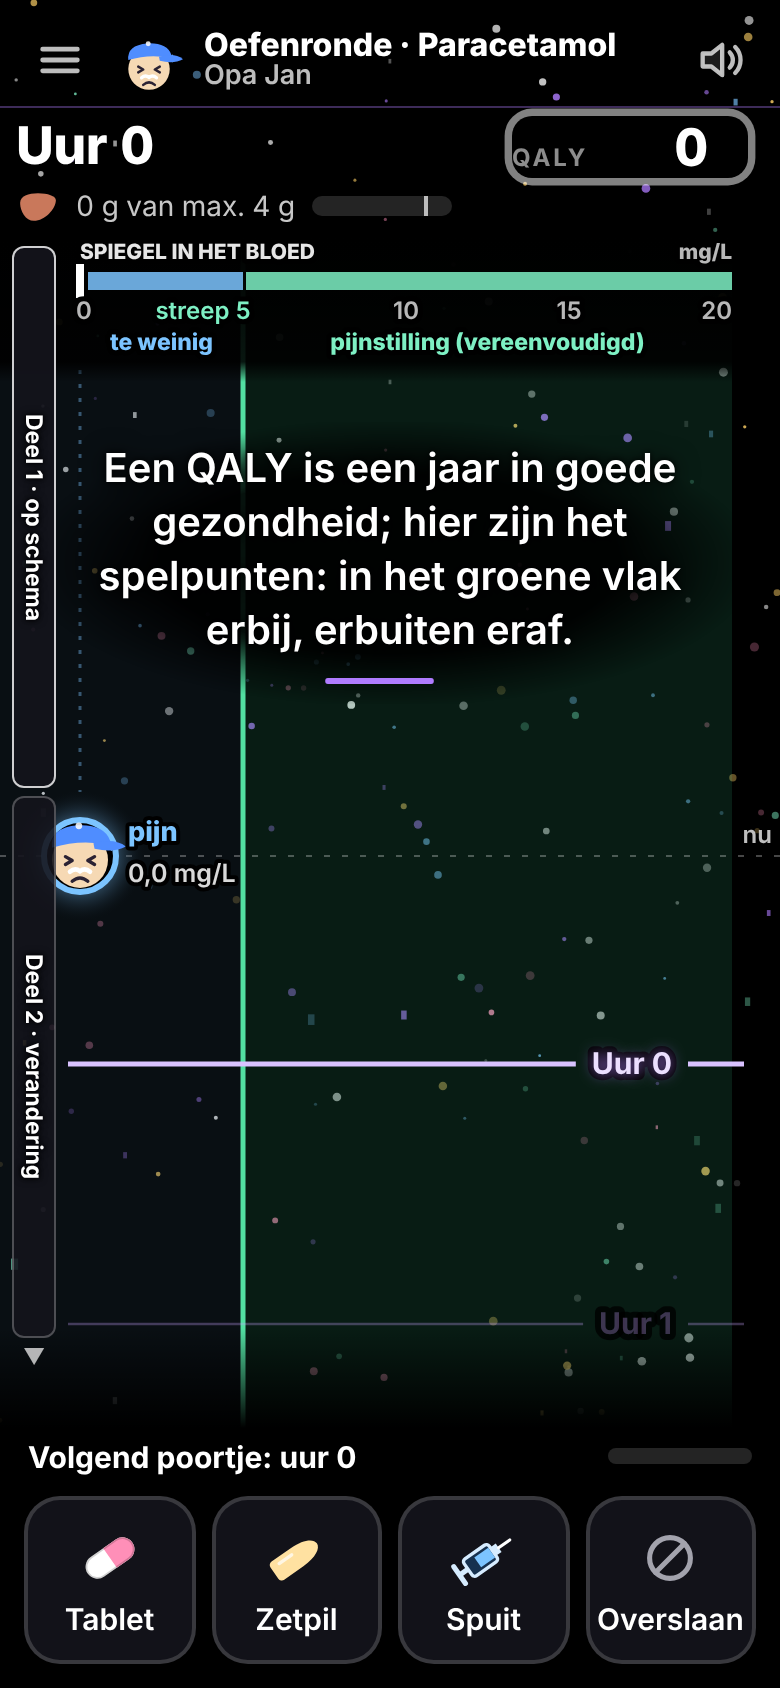 Oefenronde · Paracetamol
Opa Jan
Uur 0
QALY 0
0 g van max. 4 g
SPIEGEL IN HET BLOED mg/L
0 streep 5 10 15 20
te weinig pijnstilling (vereenvoudigd)
Deel 1 · op schema
Een QALY is een jaar in goede
gezondheid; hier zijn het
spelpunten: in het groene vlak
erbij, erbuiten eraf.
pijn
nu
0,0 mg/L
Deel 2 · verandering
Uur 0
Uur 1
Volgend poortje: uur 0
Tablet Zetpil Spuit Overslaan